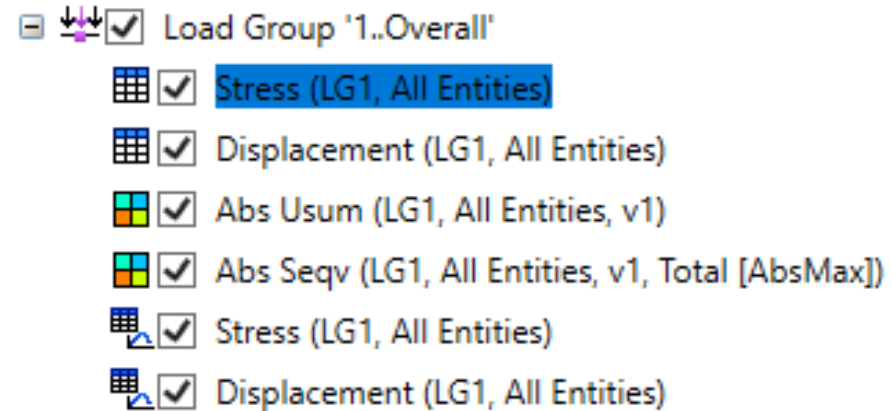 Load Group '1..Overall'
Stress (LG1, All Entities)
Displacement (LG1, All Entities)
Abs Usum (LG1, All Entities, v1)
Abs Seqv (LG1, All Entities, v1, Total [AbsMax])
Stress (LG1, All Entities)
Displacement (LG1, All Entities)